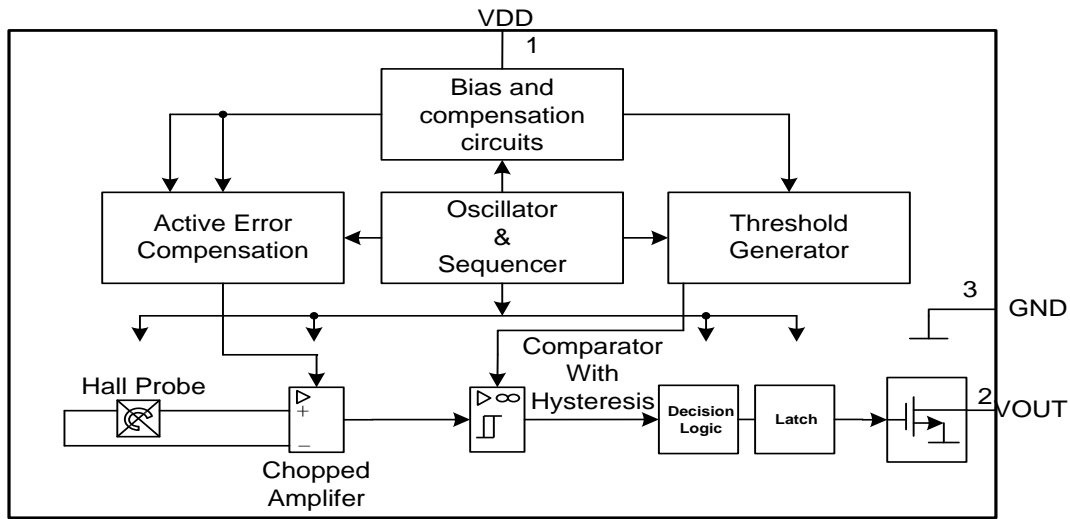 VDD
1
Bias and
compensation
circuits
Active Error
Compensation
Oscillator
&
Sequencer
Threshold
Generator
3
GND
Comparator
With
Hysteresis
Hall Probe
+
−
Chopped
Amplifer
∞
Decision
Logic
Latch
2
VOUT